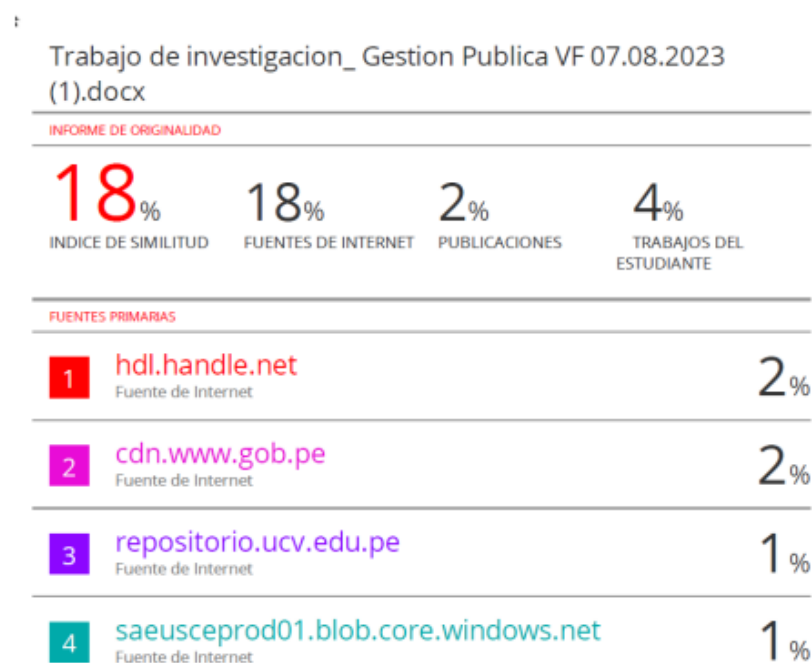 Trabajo de investigacion_ Gestion Publica VF 07.08.2023
(1).docx
INFORME DE ORIGINALIDAD
18%
INDICE DE SIMILITUD
18%
FUENTES DE INTERNET
2%
PUBLICACIONES
4%
TRABAJOS DEL
ESTUDIANTE
FUENTES PRIMARIAS
1 hdl.handle.net 2%
Fuente de Internet
2 cdn.www.gob.pe 2%
Fuente de Internet
3 repositorio.ucv.edu.pe 1%
Fuente de Internet
4 saeusceprod01.blob.core.windows.net 1%
Fuente de Internet